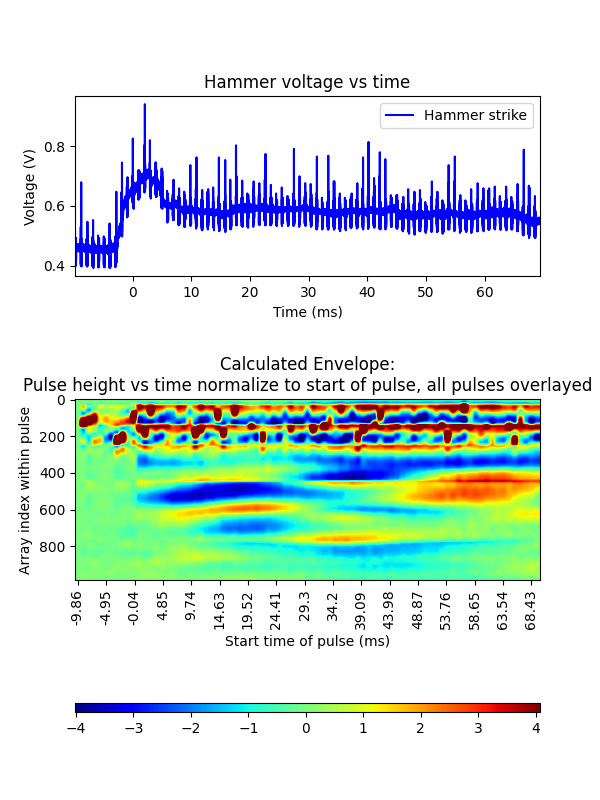 Hammer voltage vs time
Hammer strike
Voltage (V)
0.8
0.6
0.4
0 10 20 30 40 50 60
Time (ms)
Calculated Envelope:
Pulse height vs time normalize to start of pulse, all pulses overlayed
Array index within pulse
0
200
400
600
800
-9.86 -4.95 -0.04 4.85 9.74 14.63 19.52 24.41 29.3 34.2 39.09 43.98 48.87 53.76 58.65 63.54 68.43
Start time of pulse (ms)
−4 −3 −2 −1 0 1 2 3 4